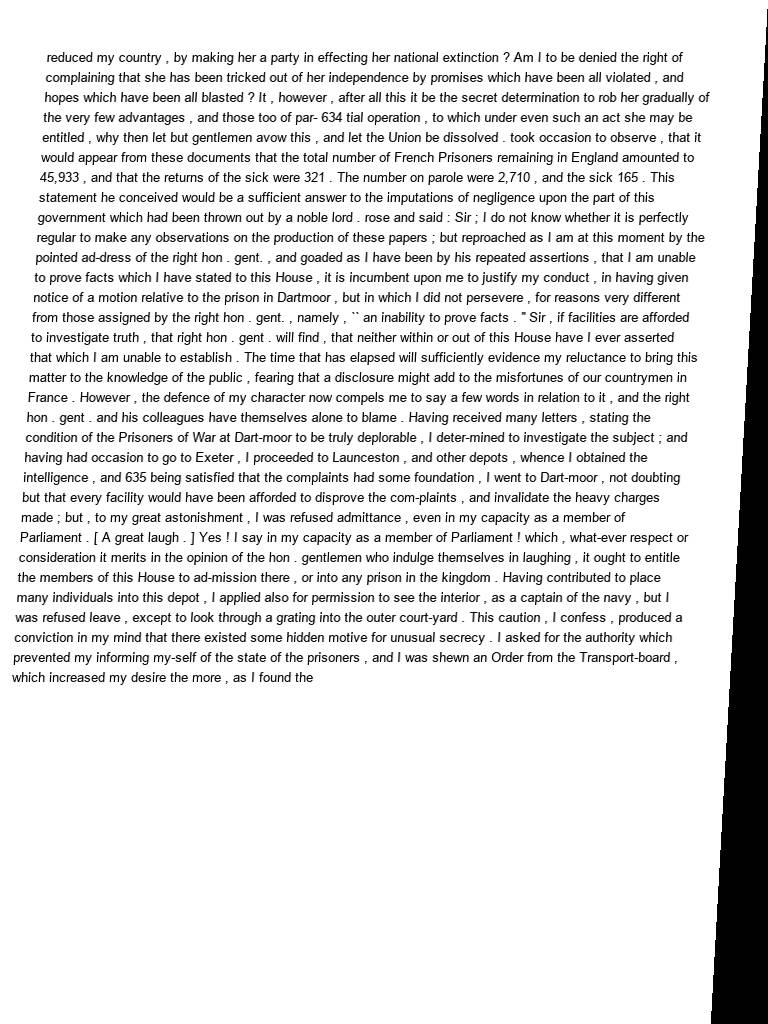 reduced my country , by making her a party in effecting her national extinction ? Am I to be denied the right of
complaining that she has been tricked out of her independence by promises which have been all violated , and
hopes which have been all blasted ? It , however , after all this it be the secret determination to rob her gradually of
the very few advantages , and those too of par- 634 tial operation , to which under even such an act she may be
entitled , why then let but gentlemen avow this , and let the Union be dissolved . took occasion to observe , that it
would appear from these documents that the total number of French Prisoners remaining in England amounted to
45,933 , and that the returns of the sick were 321 . The number on parole were 2,710 , and the sick 165 . This
statement he conceived would be a sufficient answer to the imputations of negligence upon the part of this
government which had been thrown out by a noble lord . rose and said : Sir ; I do not know whether it is perfectly
regular to make any observations on the production of these papers ; but reproached as I am at this moment by the
pointed ad-dress of the right hon . gent. , and goaded as I have been by his repeated assertions , that I am unable
to prove facts which I have stated to this House , it is incumbent upon me to justify my conduct , in having given
notice of a motion relative to the prison in Dartmoor , but in which I did not persevere , for reasons very different
from those assigned by the right hon . gent. , namely , `` an inability to prove facts . '' Sir , if facilities are afforded
to investigate truth , that right hon . gent . will find , that neither within or out of this House have I ever asserted
that which I am unable to establish . The time that has elapsed will sufficiently evidence my reluctance to bring this
matter to the knowledge of the public , fearing that a disclosure might add to the misfortunes of our countrymen in
France . However , the defence of my character now compels me to say a few words in relation to it , and the right
hon . gent . and his colleagues have themselves alone to blame . Having received many letters , stating the
condition of the Prisoners of War at Dart-moor to be truly deplorable , I deter-mined to investigate the subject ; and
having had occasion to go to Exeter , I proceeded to Launceston , and other depots , whence I obtained the
intelligence , and 635 being satisfied that the complaints had some foundation , I went to Dart-moor , not doubting
but that every facility would have been afforded to disprove the com-plaints , and invalidate the heavy charges
made ; but , to my great astonishment , I was refused admittance , even in my capacity as a member of
Parliament . [ A great laugh . ] Yes ! I say in my capacity as a member of Parliament ! which , what-ever respect or
consideration it merits in the opinion of the hon . gentlemen who indulge themselves in laughing , it ought to entitle
the members of this House to ad-mission there , or into any prison in the kingdom . Having contributed to place
many individuals into this depot , I applied also for permission to see the interior , as a captain of the navy , but I
was refused leave , except to look through a grating into the outer court-yard . This caution , I confess , produced a
conviction in my mind that there existed some hidden motive for unusual secrecy . I asked for the authority which
prevented my informing my-self of the state of the prisoners , and I was shewn an Order from the Transport-board ,
which increased my desire the more , as I found the